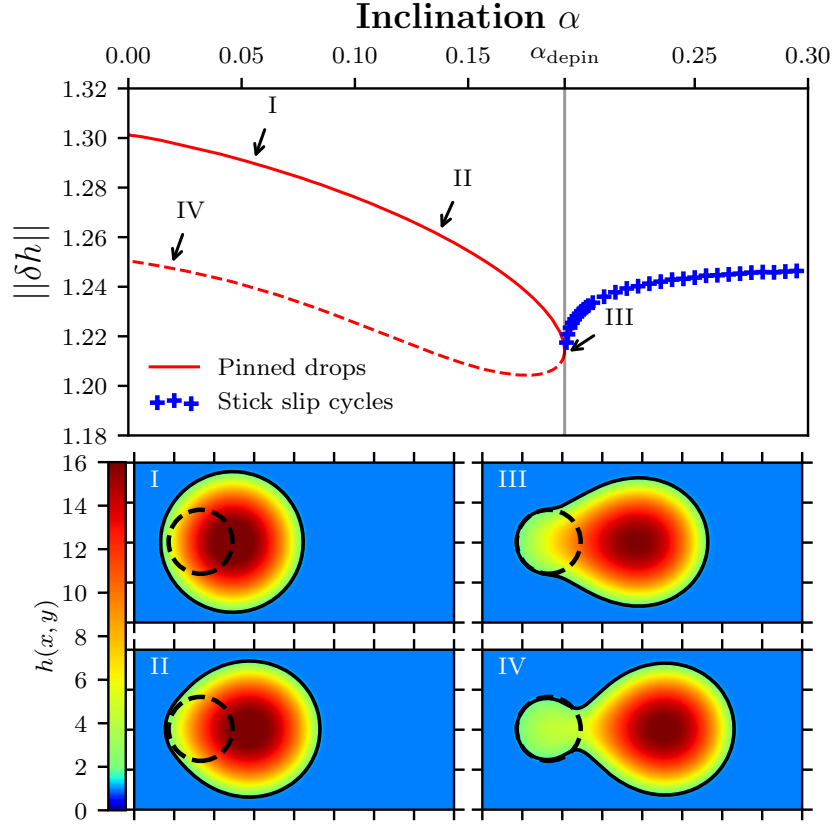 Inclination α
0.00 0.05 0.10 0.15 α_depin 0.25 0.30
1.32
1.30
1.28
1.26
1.24
1.22
1.20
1.18
||δh||
I
II
IV
III
Pinned drops
Stick slip cycles
16
14
12
10
8
6
4
2
0
h(x, y)
I
III
II
IV